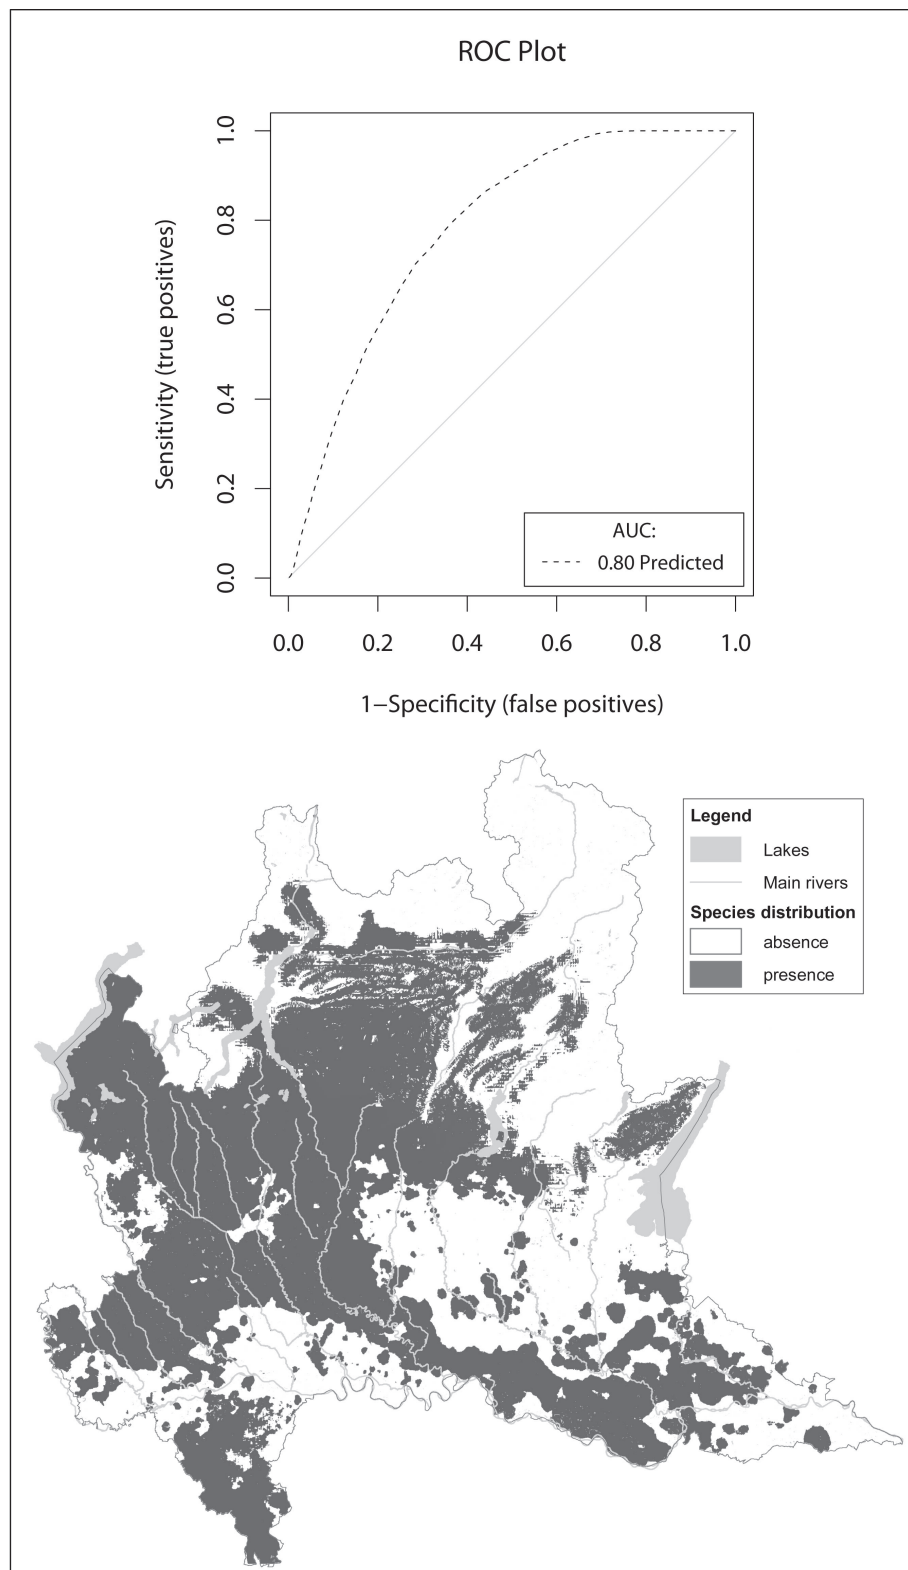 ROC Plot
Sensitivity (true positives)
1.0
0.8
0.6
0.4
0.2
0.0
AUC:
0.80 Predicted
0.0 0.2 0.4 0.6 0.8 1.0
1−Specificity (false positives)
Legend
Lakes
Main rivers
Species distribution
absence
presence